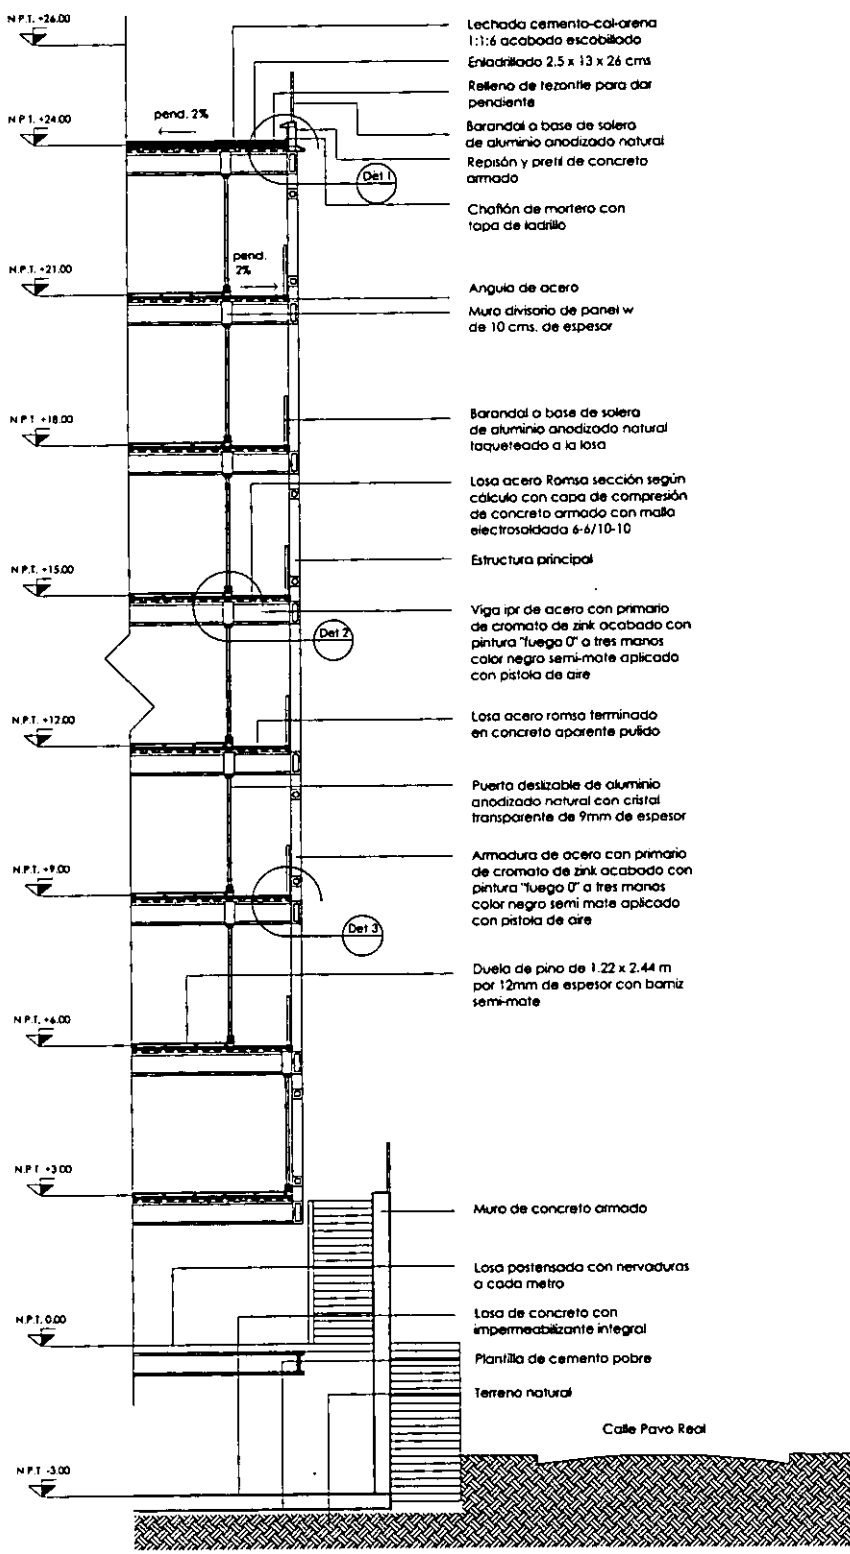 N.P.T. +26.00
Lechada cemento-cal-arena
1:1:6 acabado escobillado
Enladrillado 2.5 x 13 x 26 cms
Relleno de tezontle para dar
pendiente
pend. 2%
N.P.T. +24.00
Barandal a base de solera
de aluminio anodizado natural
Repisón y pretil de concreto
armado
Det 1
Chaflán de mortero con
tapa de ladrillo
pend.
2%
N.P.T. +21.00
Angulo de acero
Muro divisorio de panel w
de 10 cms. de espesor
N.P.T. +18.00
Barandal a base de solera
de aluminio anodizado natural
taqueteado a la losa
Losa acero Romsa sección según
cálculo con capa de compresión
de concreto armado con malla
electrosoldada 6-6/10-10
Estructura principal
N.P.T. +15.00
Viga ipr de acero con primario
de cromato de zink acabado con
pintura "fuego 0" a tres manos
color negro semi-mate aplicado
con pistola de aire
Det 2
N.P.T. +12.00
Losa acero romsa terminado
en concreto aparente pulido
Puerta deslizable de aluminio
anodizado natural con cristal
transparente de 9mm de espesor
N.P.T. +9.00
Armadura de acero con primario
de cromato de zink acabado con
pintura "fuego 0" a tres manos
color negro semi mate aplicado
con pistola de aire
Det 3
Duela de pino de 1.22 x 2.44 m
por 12mm de espesor con barniz
semi-mate
N.P.T. +6.00
N.P.T. +3.00
Muro de concreto armado
Losa postensada con nervaduras
a cada metro
Losa de concreto con
impermeabilizante integral
N.P.T. 0.00
Plantilla de cemento pobre
Terreno natural
Calle Pavo Real
N.P.T. -3.00